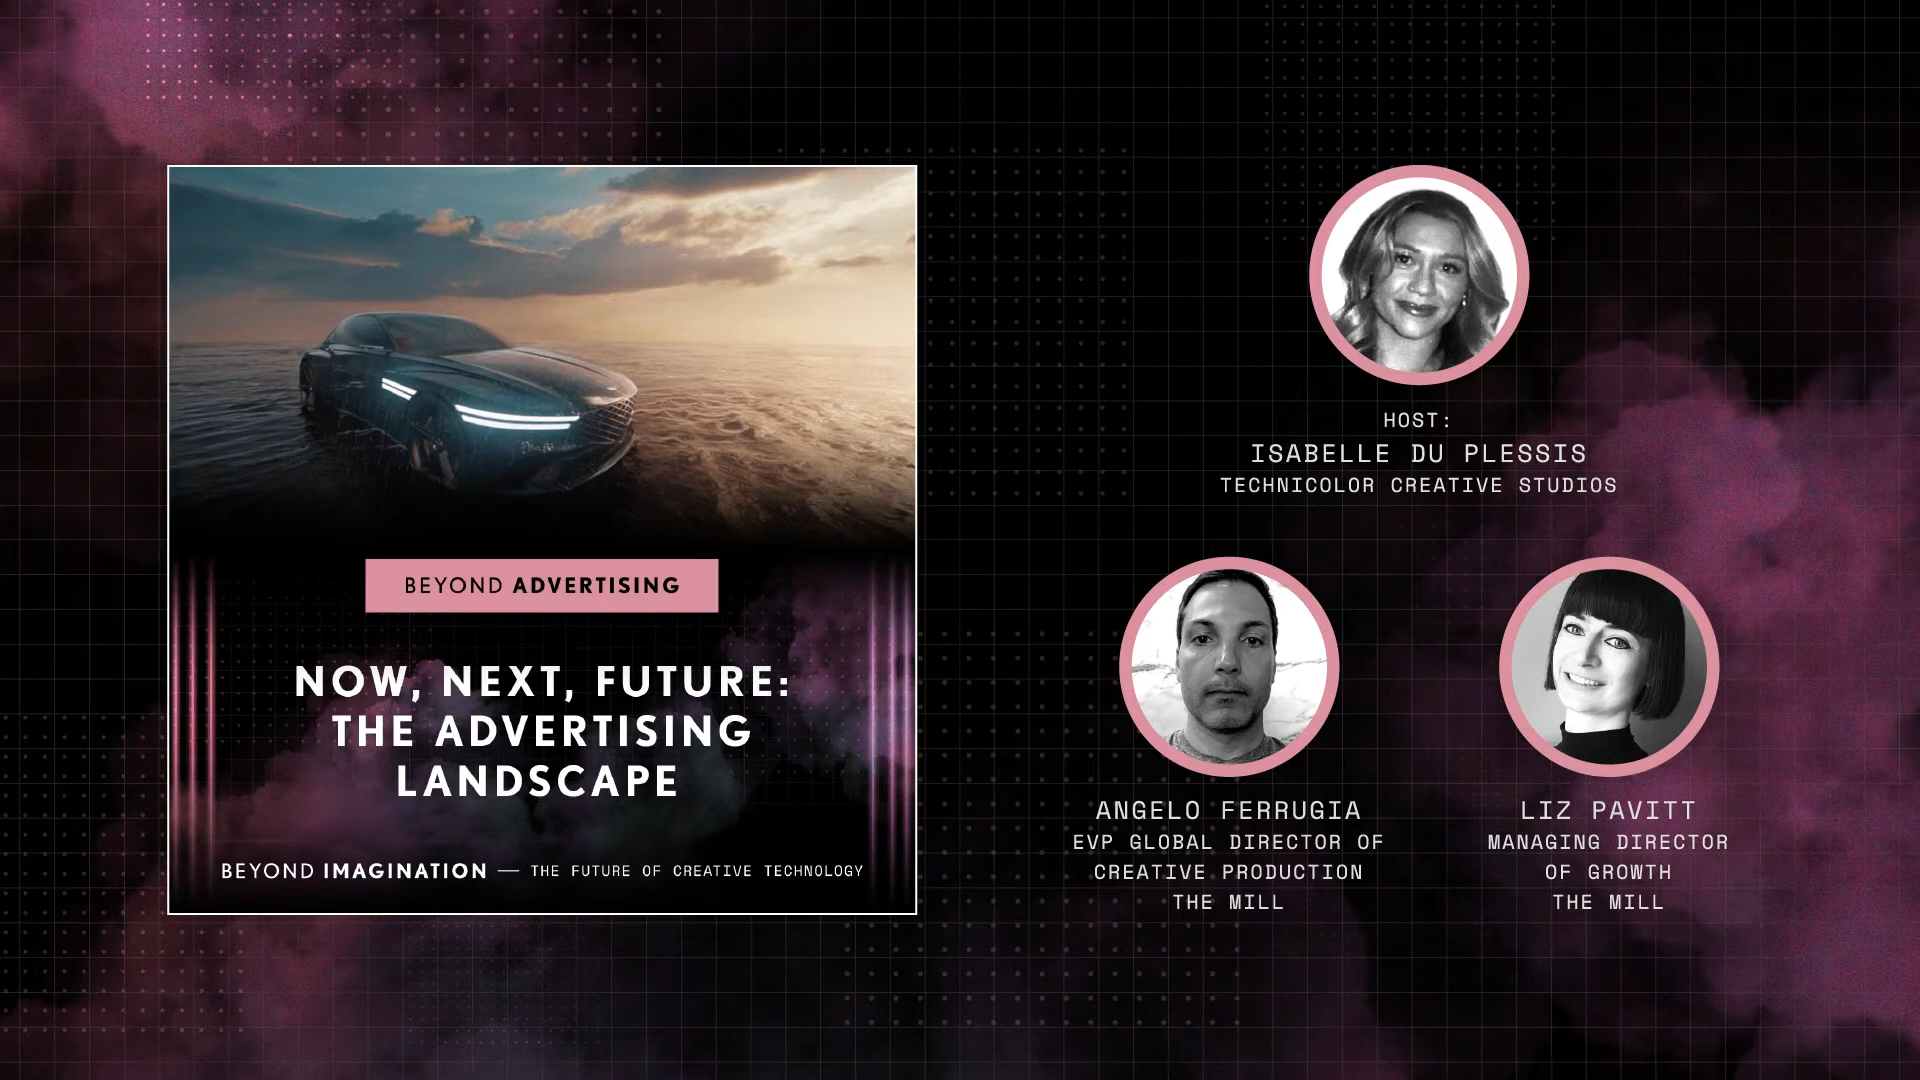 BEYOND ADVERTISING
NOW, NEXT, FUTURE:
THE ADVERTISING
LANDSCAPE
BEYOND IMAGINATION — THE FUTURE OF CREATIVE TECHNOLOGY
HOST:
ISABELLE DU PLESSIS
TECHNICOLOR CREATIVE STUDIOS
ANGELO FERRUGIA
EVP GLOBAL DIRECTOR OF
CREATIVE PRODUCTION
THE MILL
LIZ PAVITT
MANAGING DIRECTOR
OF GROWTH
THE MILL